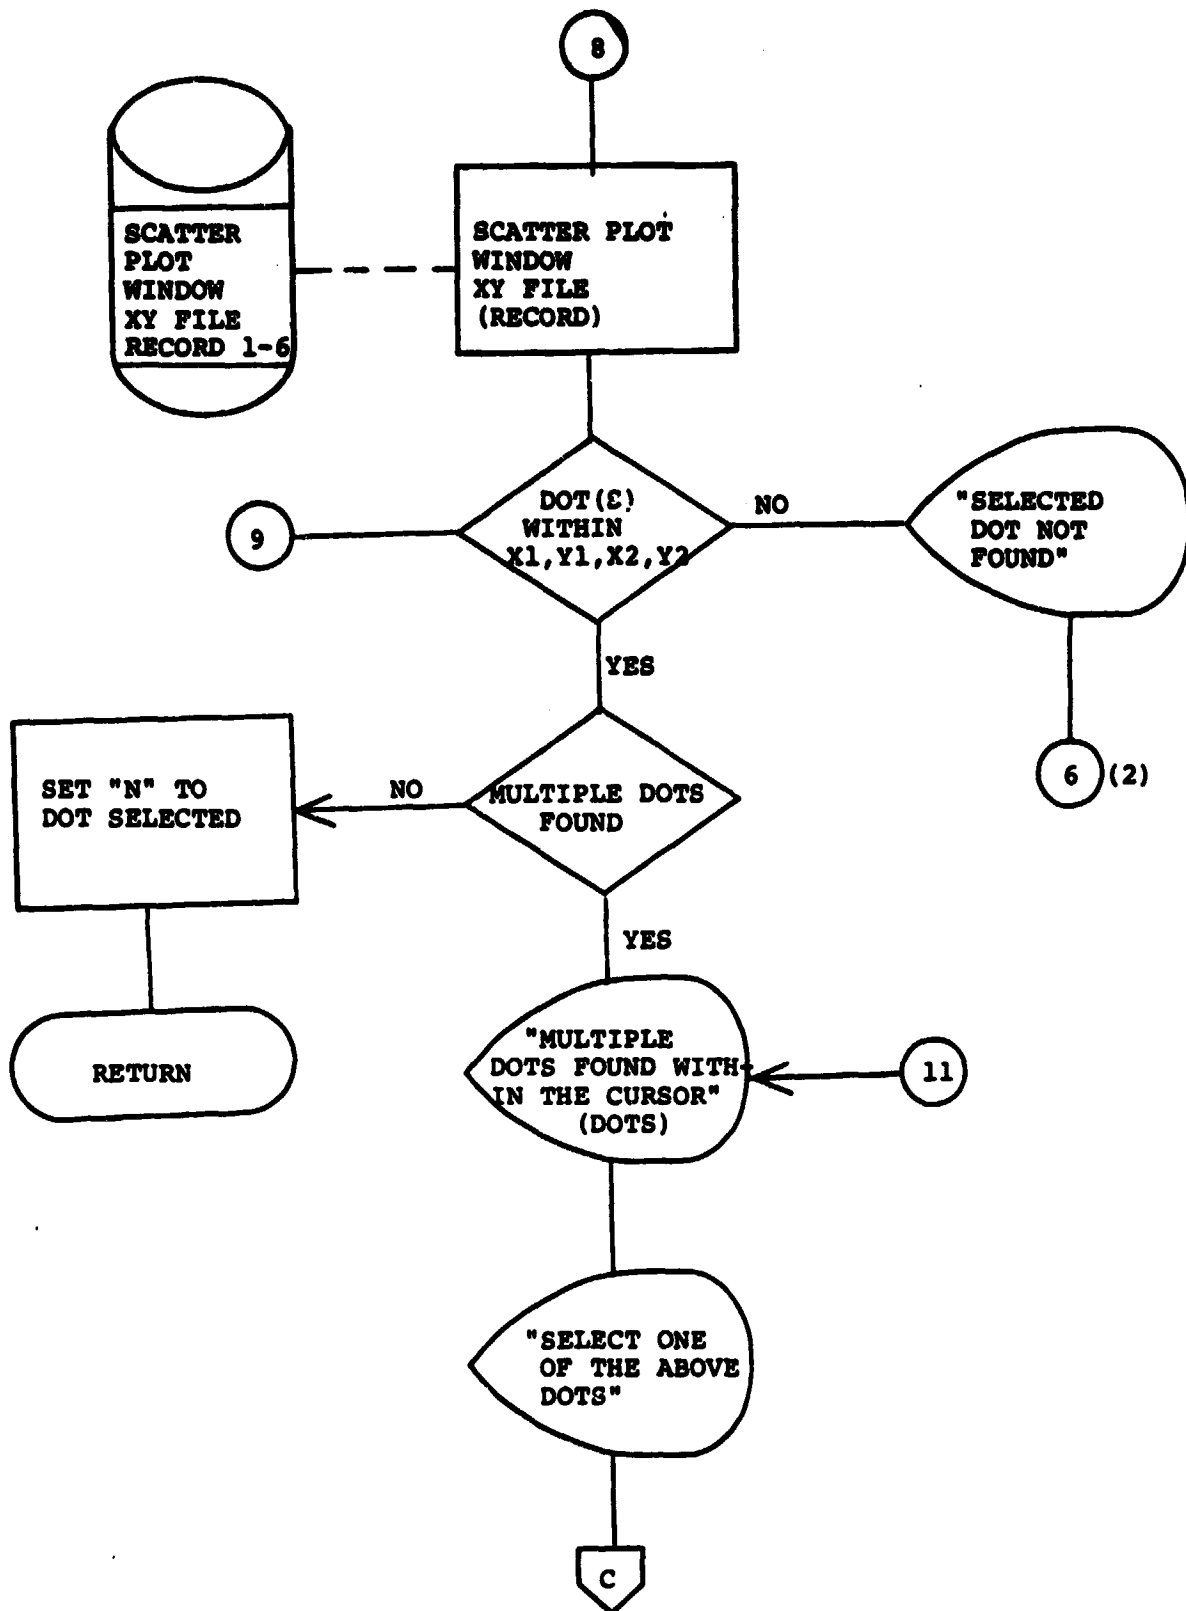 8
SCATTER
PLOT
WINDOW
XY FILE
RECORD 1-6
SCATTER PLOT
WINDOW
XY FILE
(RECORD)
9
DOT(Σ)
WITHIN
X1,Y1,X2,Y2
NO
"SELECTED
DOT NOT
FOUND"
YES
6 (2)
SET "N" TO
DOT SELECTED
NO
MULTIPLE DOTS
FOUND
YES
RETURN
"MULTIPLE
DOTS FOUND WITH-
IN THE CURSOR"
(DOTS)
11
"SELECT ONE
OF THE ABOVE
DOTS"
C